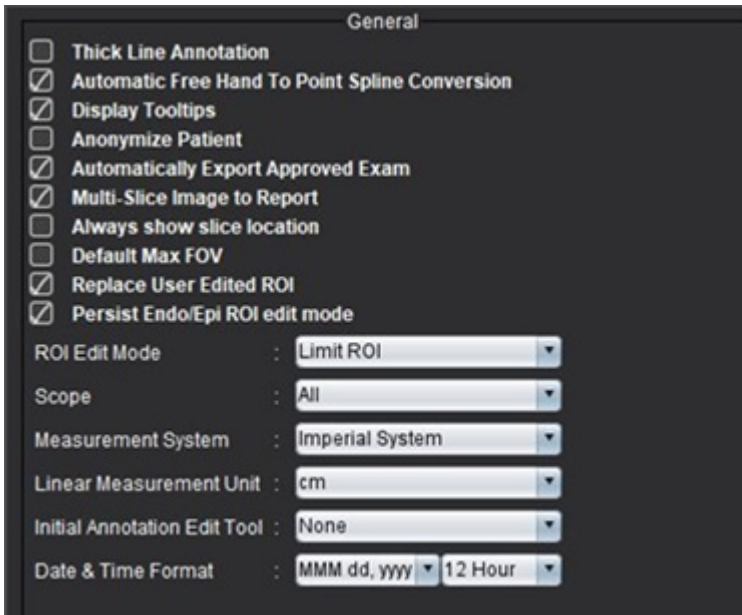 General
Thick Line Annotation
Automatic Free Hand To Point Spline Conversion
Display Tooltips
Anonymize Patient
Automatically Export Approved Exam
Multi-Slice Image to Report
Always show slice location
Default Max FOV
Replace User Edited ROI
Persist Endo/Epi ROI edit mode
ROI Edit Mode : Limit ROI
Scope : All
Measurement System : Imperial System
Linear Measurement Unit : cm
Initial Annotation Edit Tool : None
Date & Time Format : MMM dd, yyyy 12 Hour